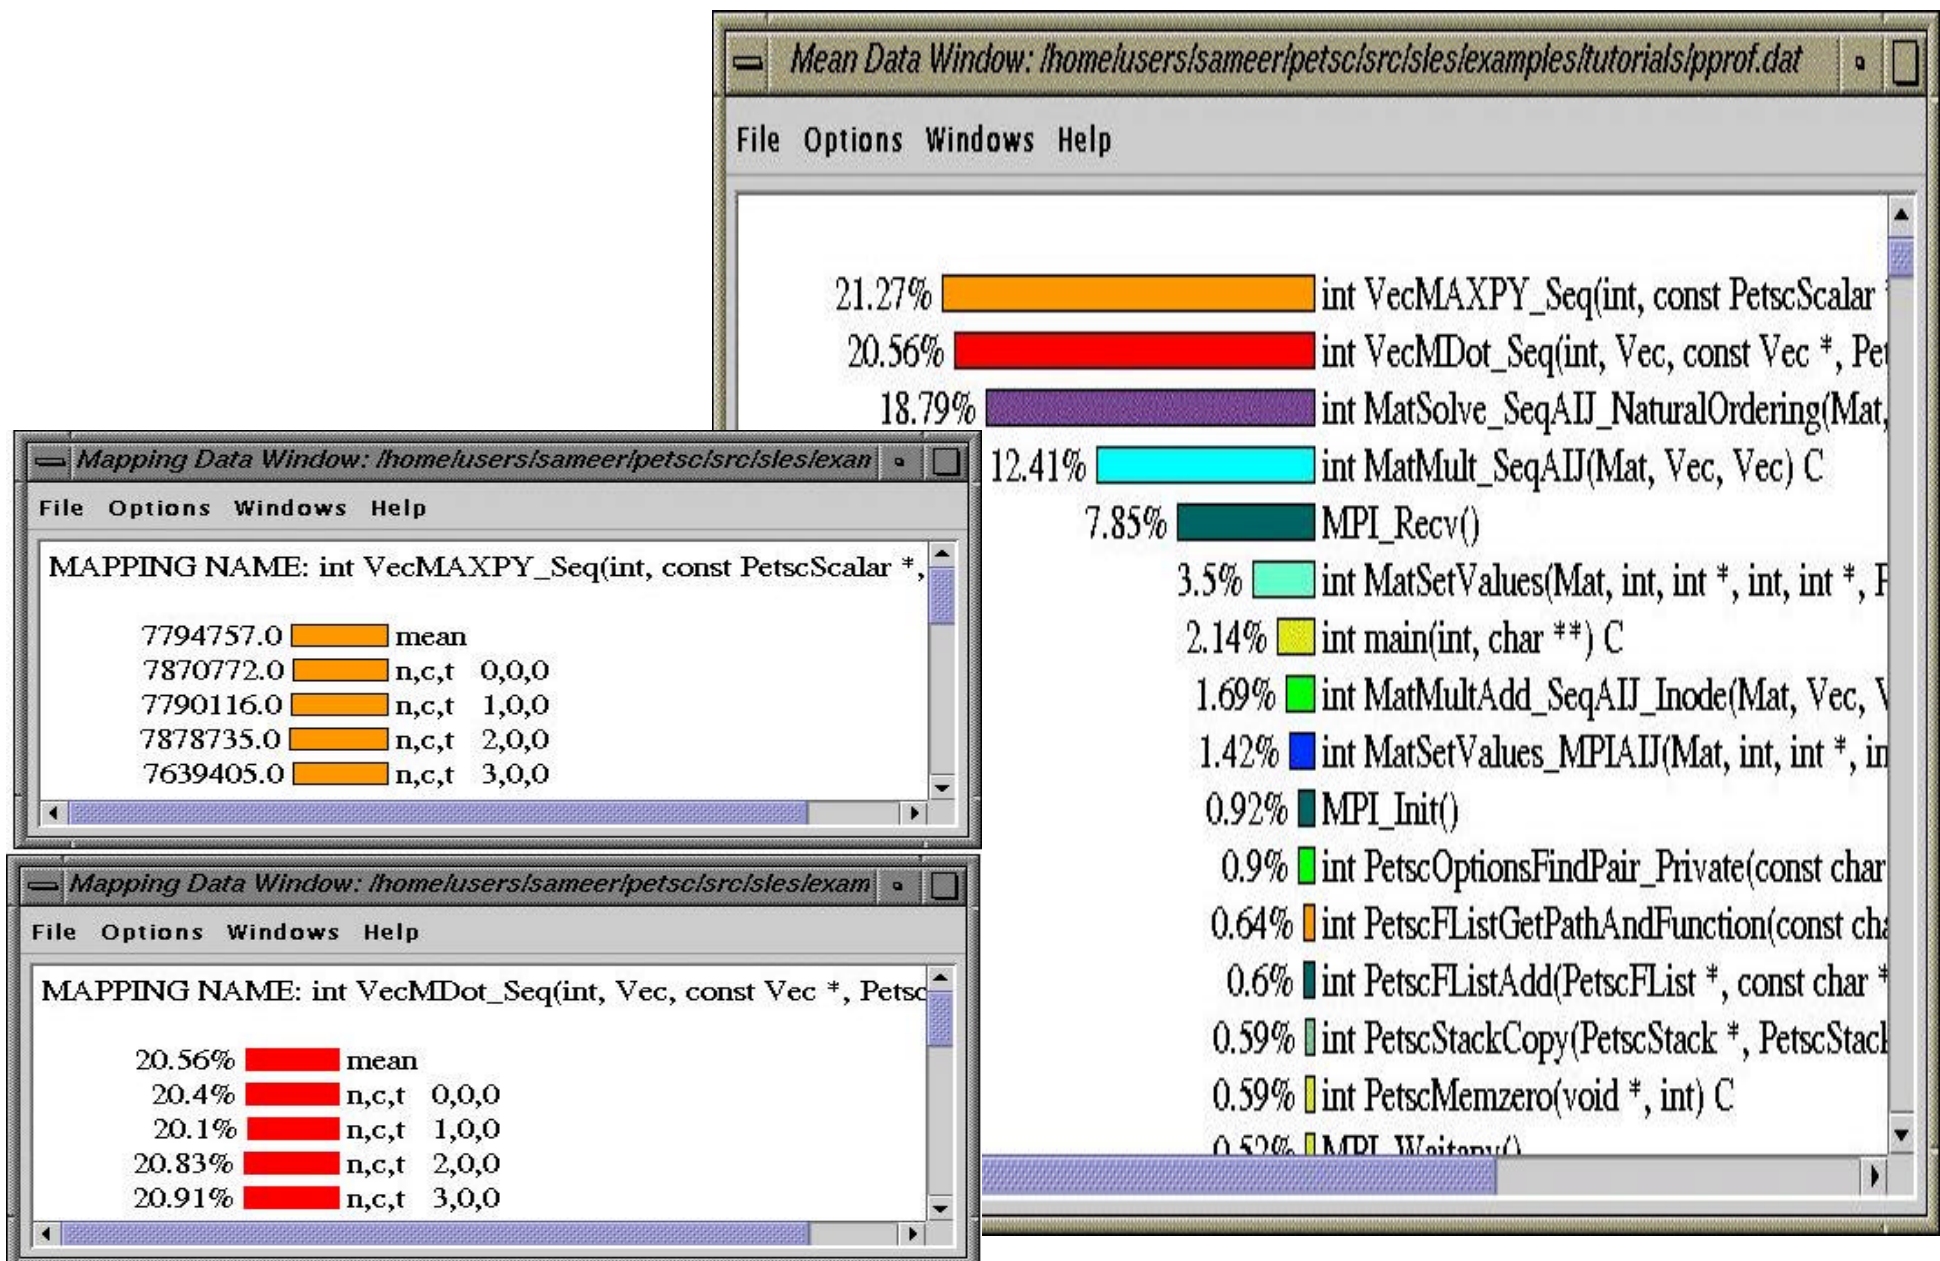 Mean Data Window: /home/users/sameer/petsc/src/sles/examples/tutorials/pprof.dat
File Options Windows Help
21.27% int VecMAXPY_Seq(int, const PetscScalar *
20.56% int VecMDot_Seq(int, Vec, const Vec *, Pet
18.79% int MatSolve_SeqAIJ_NaturalOrdering(Mat,
12.41% int MatMult_SeqAIJ(Mat, Vec, Vec) C
7.85% MPI_Recv()
3.5% int MatSetValues(Mat, int, int *, int, int *, P
2.14% int main(int, char **) C
1.69% int MatMultAdd_SeqAIJ_Inode(Mat, Vec, V
1.42% int MatSetValues_MPIAIJ(Mat, int, int *, in
0.92% MPI_Init()
0.9% int PetscOptionsFindPair_Private(const char
0.64% int PetscFListGetPathAndFunction(const cha
0.6% int PetscFListAdd(PetscFList *, const char *
0.59% int PetscStackCopy(PetscStack *, PetscStack
0.59% int PetscMemzero(void *, int) C
0.52% MPI_Waitany()
Mapping Data Window: /home/users/sameer/petsc/src/sles/exam
File Options Windows Help
MAPPING NAME: int VecMAXPY_Seq(int, const PetscScalar *,
7794757.0 mean
7870772.0 n,c,t 0,0,0
7790116.0 n,c,t 1,0,0
7878735.0 n,c,t 2,0,0
7639405.0 n,c,t 3,0,0
Mapping Data Window: /home/users/sameer/petsc/src/sles/exam
File Options Windows Help
MAPPING NAME: int VecMDot_Seq(int, Vec, const Vec *, Petsc
20.56% mean
20.4% n,c,t 0,0,0
20.1% n,c,t 1,0,0
20.83% n,c,t 2,0,0
20.91% n,c,t 3,0,0